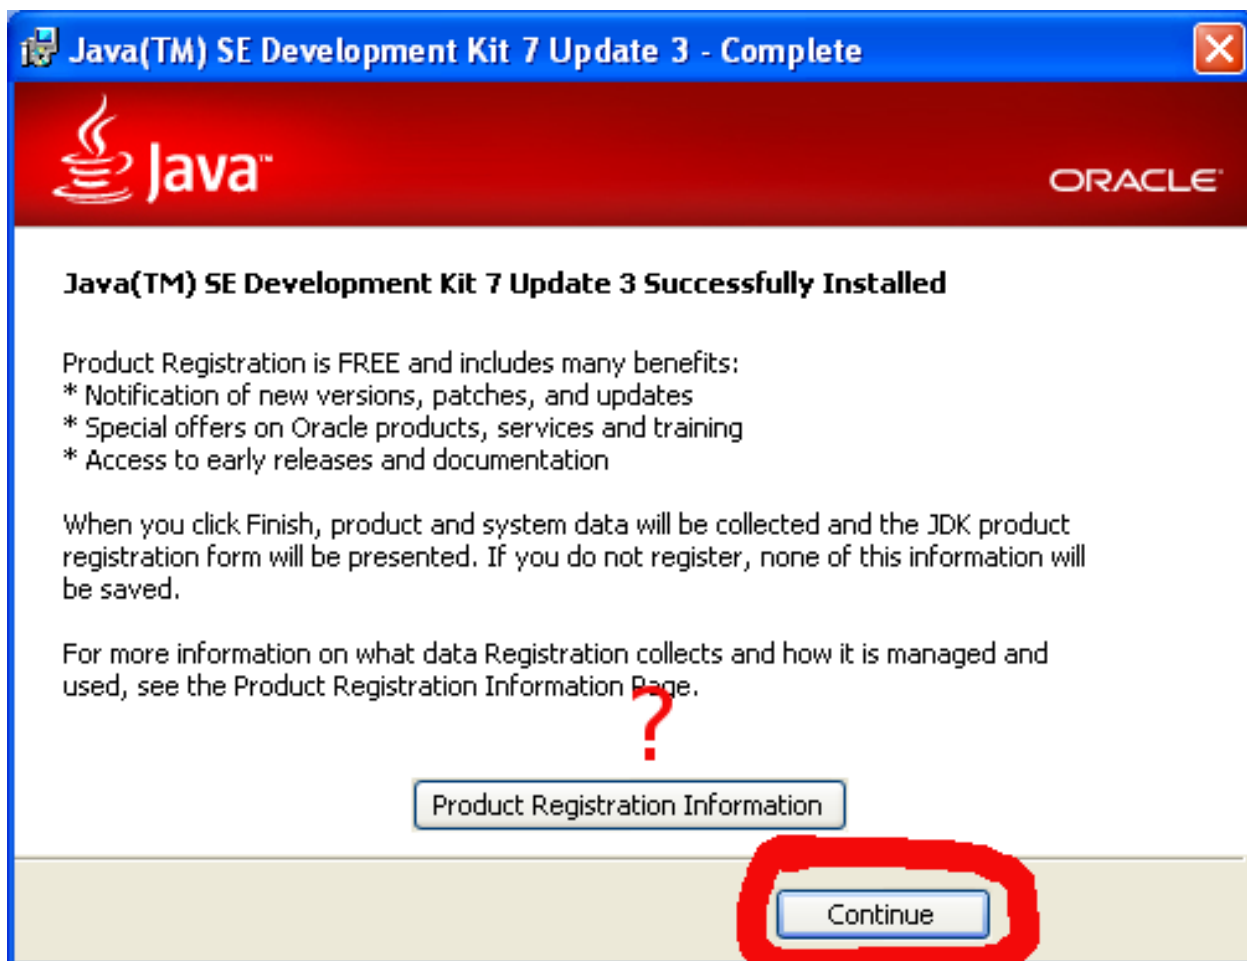 Java(TM) SE Development Kit 7 Update 3 - Complete
Java™
ORACLE
Java(TM) SE Development Kit 7 Update 3 Successfully Installed
Product Registration is FREE and includes many benefits:
* Notification of new versions, patches, and updates
* Special offers on Oracle products, services and training
* Access to early releases and documentation
When you click Finish, product and system data will be collected and the JDK product
registration form will be presented. If you do not register, none of this information will
be saved.
For more information on what data Registration collects and how it is managed and
used, see the Product Registration Information Page.
?
Product Registration Information
Continue